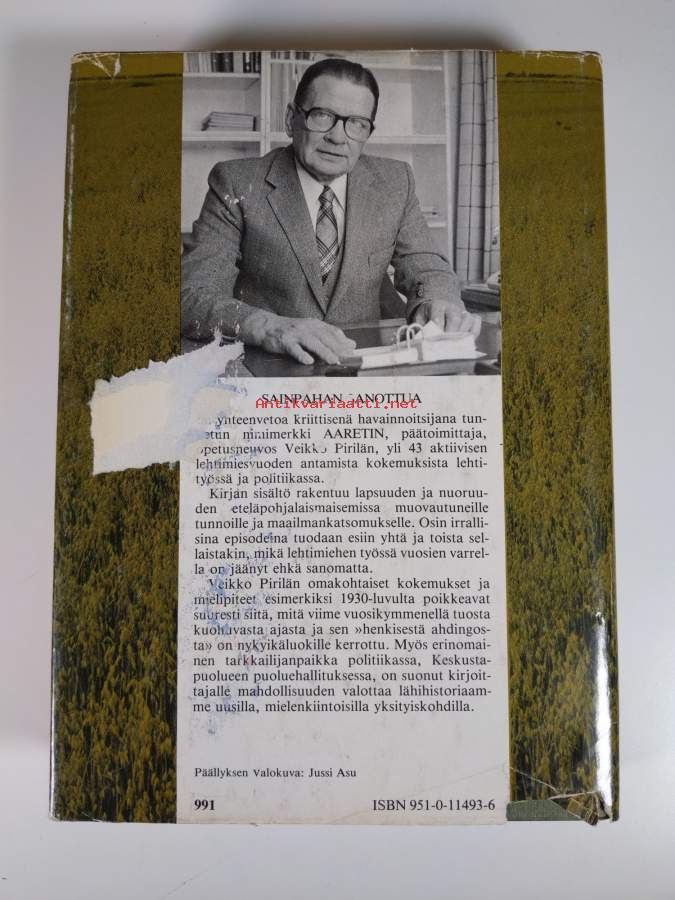 SAINPAHAN SANOTTUA
Antikvariaatti.net
Yhteenvetoa kriittisenä havainnoitsijana tun-
netun nimimerkki AARETIN, päätoimittaja,
opetusneuvos Veikko Pirilän, yli 43 aktiivisen
lehtimiesvuoden antamista kokemuksista lehti-
työssä ja politiikassa.
Kirjan sisältö rakentuu lapsuuden ja nuoruu-
den eteläpohjalaismaisemissa muovautuneille
tunnoille ja maailmankatsomukselle. Osin irralli-
sina episodeina tuodaan esiin yhtä ja toista sel-
laistakin, mikä lehtimiehen työssä vuosien varrel-
la on jäänyt ehkä sanomatta.
Veikko Pirilän omakohtaiset kokemukset ja
mielipiteet esimerkiksi 1930-luvulta poikkeavat
suuresti siitä, mitä viime vuosikymmenellä tuosta
kuohuvasta ajasta ja sen »henkisestä ahdingos-
ta» on nykyikäluokille kerrottu. Myös erinomai-
nen tarkkailijanpaikka politiikassa, Keskusta-
puolueen puoluehallituksessa, on suonut kirjoit-
tajalle mahdollisuuden valottaa lähihistoriaam-
me uusilla, mielenkiintoisilla yksityiskohdilla.
Päällyksen valokuva: Jussi Asu
991
ISBN 951-0-11493-6